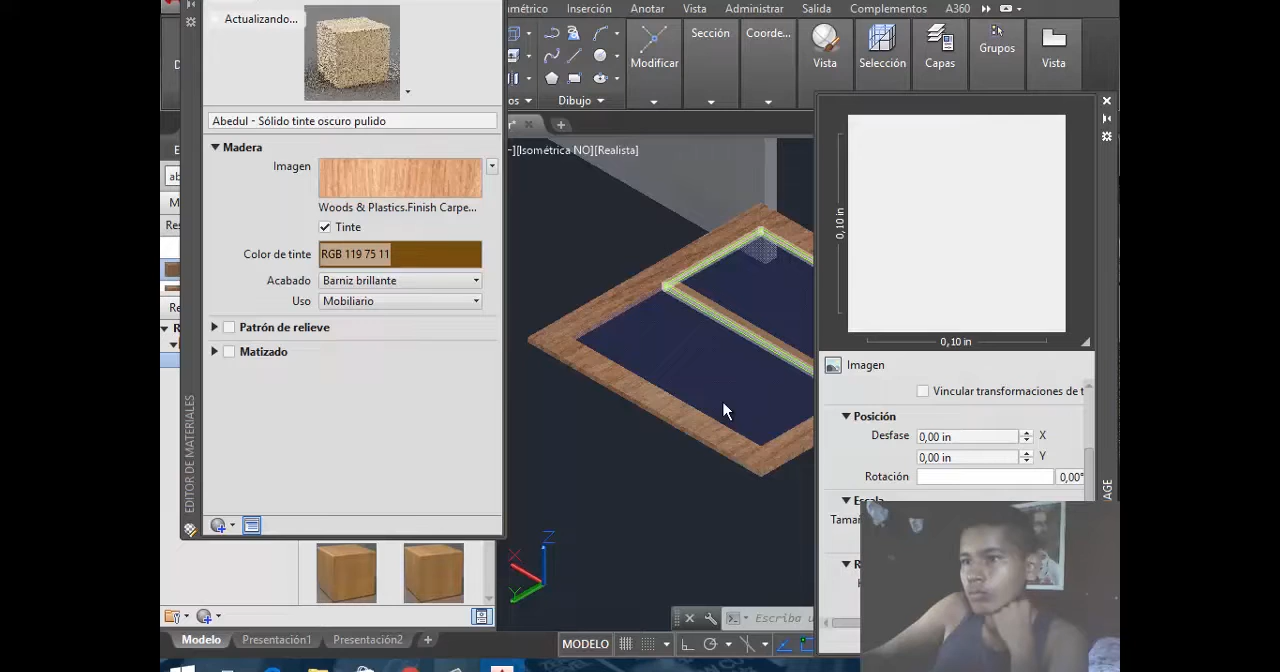 Actualizando...
Abedul - Sólido tinte oscuro pulido
Madera
Imagen
Woods & Plastics.Finish Carpe...
Tinte
Color de tinte
RGB 119 75 11
Acabado
Barniz brillante
Uso
Mobiliario
Patrón de relieve
Matizado
EDITOR DE MATERIALES
Inserción
Anotar
Vista
Administrar
Salida
Complementos
A360
Modificar
Sección
Coorde...
Vista
Selección
Capas
Grupos
Vista
Dibujo
][Isométrica NO][Realista]
0,10 in
0,10 in
Imagen
Vincular transformaciones de t
Posición
Desfase
0,00 in
X
0,00 in
Y
Rotación
0,00°
Escala
X
Z
Y
Modelo
Presentación1
Presentación2
MODELO
Escriba u